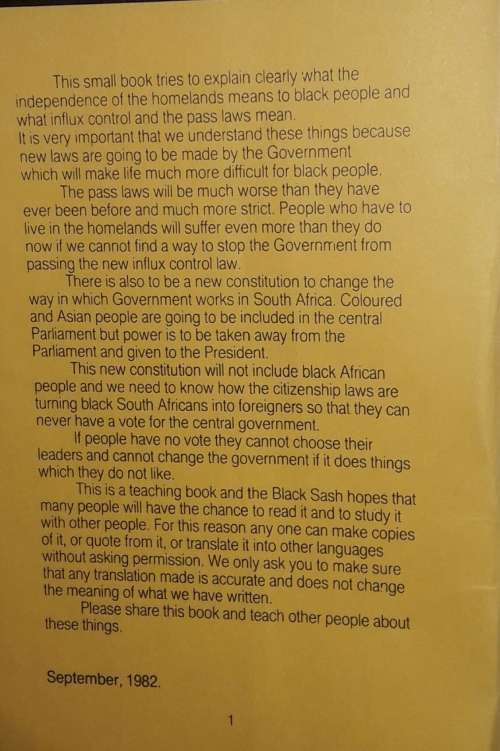 This small book tries to explain clearly what the
independence of the homelands means to black people and
what influx control and the pass laws mean.
It is very important that we understand these things because
new laws are going to be made by the Government
which will make life much more difficult for black people.
The pass laws will be much worse than they have
ever been before and much more strict. People who have to
live in the homelands will suffer even more than they do
now if we cannot find a way to stop the Government from
passing the new influx control law.
There is also to be a new constitution to change the
way in which Government works in South Africa. Coloured
and Asian people are going to be included in the central
Parliament but power is to be taken away from the
Parliament and given to the President.
This new constitution will not include black African
people and we need to know how the citizenship laws are
turning black South Africans into foreigners so that they can
never have a vote for the central government.
If people have no vote they cannot choose their
leaders and cannot change the government if it does things
which they do not like.
This is a teaching book and the Black Sash hopes that
many people will have the chance to read it and to study it
with other people. For this reason any one can make copies
of it, or quote from it, or translate it into other languages
without asking permission. We only ask you to make sure
that any translation made is accurate and does not change
the meaning of what we have written.
Please share this book and teach other people about
these things.
September, 1982.
1